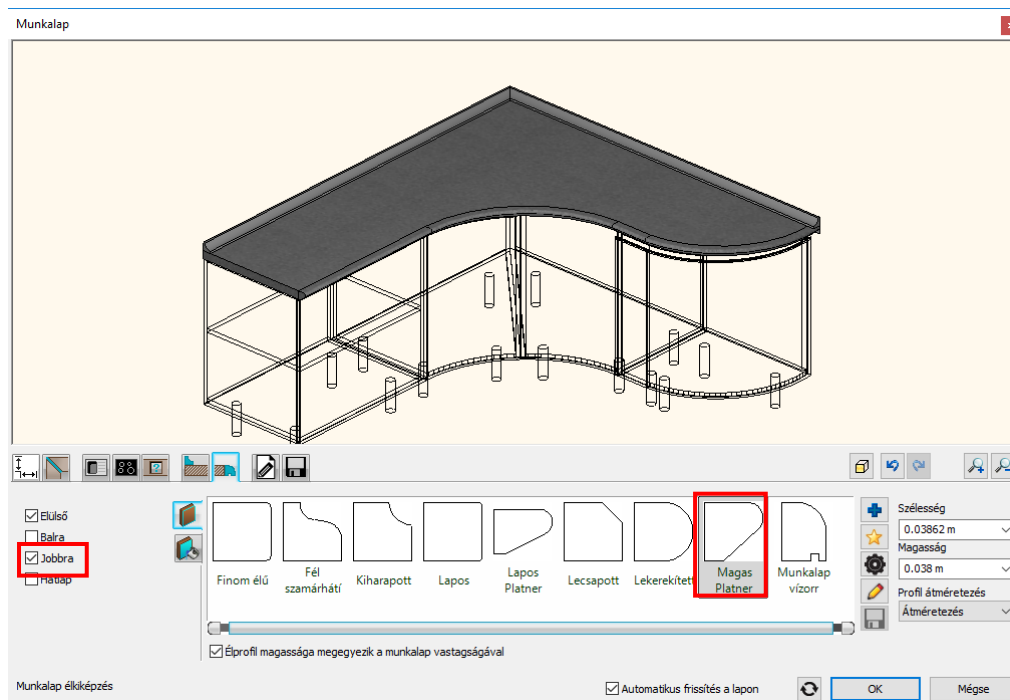 Munkalap
Elülső
Balra
Jobbra
Hátlap
Finom élű
Fél
szamárhátí
Kiharapott
Lapos
Lapos
Platner
Lecsapott
Lekerekített
Magas
Platner
Munkalap
vízorr
Szélesség
0.03862 m
Magasság
0.038 m
Profil átméretezés
Átméretezés
Élprofil magassága megegyezik a munkalap vastagságával
Munkalap élkiképzés
Automatikus frissítés a lapon
OK
Mégse